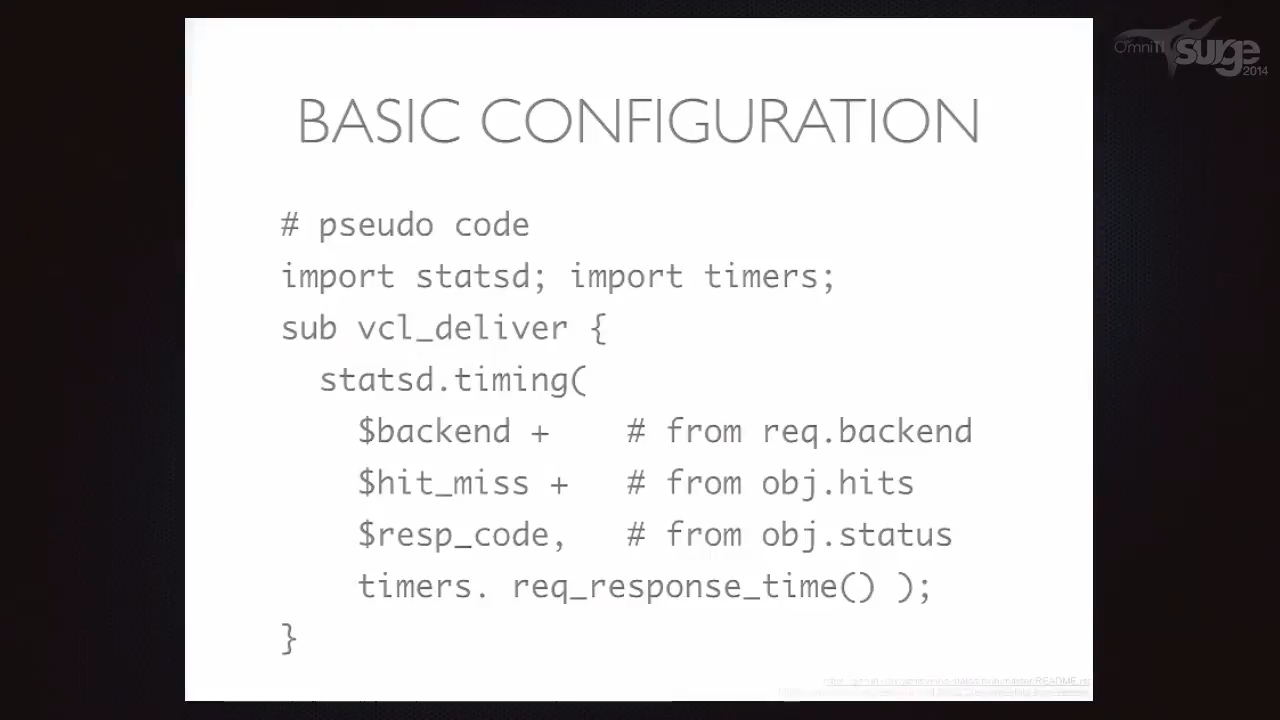 OmniTI surge 2014
BASIC CONFIGURATION
# pseudo code
import statsd; import timers;
sub vcl_deliver {
statsd.timing(
$backend + # from req.backend
$hit_miss + # from obj.hits
$resp_code, # from obj.status
timers. req_response_time() );
}